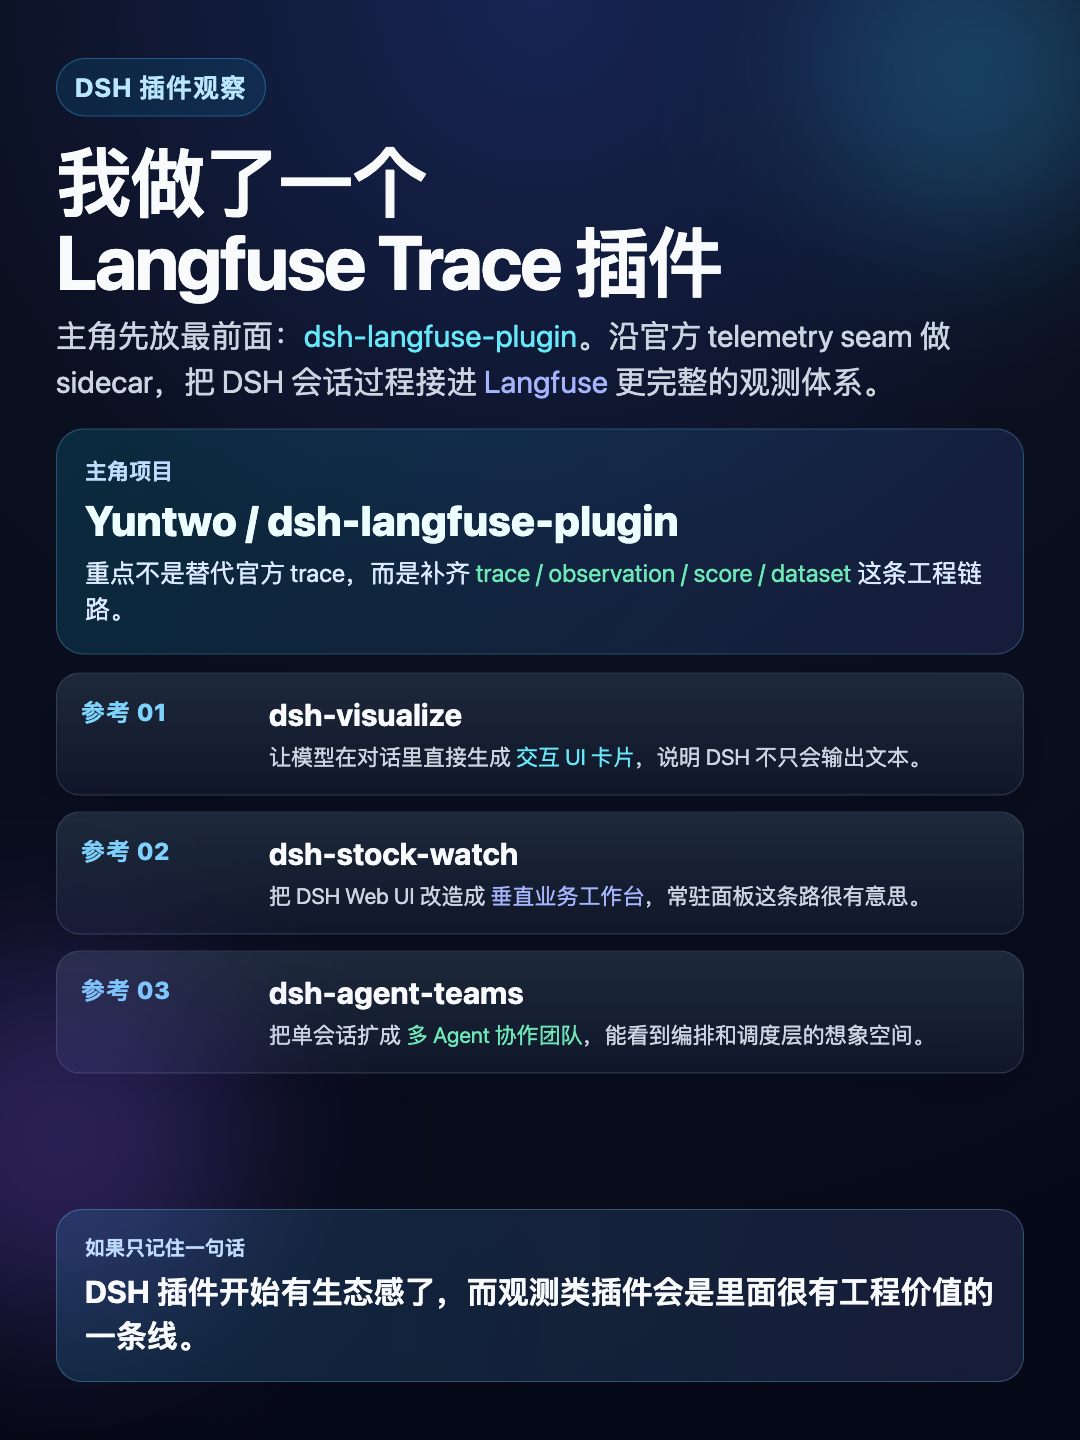 DSH 插件观察
我做了一个
Langfuse Trace 插件
主角先放最前面：dsh-langfuse-plugin。沿官方 telemetry seam 做
sidecar，把 DSH 会话过程接进 Langfuse 更完整的观测体系。
主角项目
Yuntwo / dsh-langfuse-plugin
重点不是替代官方 trace，而是补齐 trace / observation / score / dataset 这条工程链
路。
参考 01
dsh-visualize
让模型在对话里直接生成 交互 UI 卡片，说明 DSH 不只会输出文本。
参考 02
dsh-stock-watch
把 DSH Web UI 改造成 垂直业务工作台，常驻面板这条路很有意思。
参考 03
dsh-agent-teams
把单会话扩成 多 Agent 协作团队，能看到编排和调度层的想象空间。
如果只记住一句话
DSH 插件开始有生态感了，而观测类插件会是里面很有工程价值的
一条线。